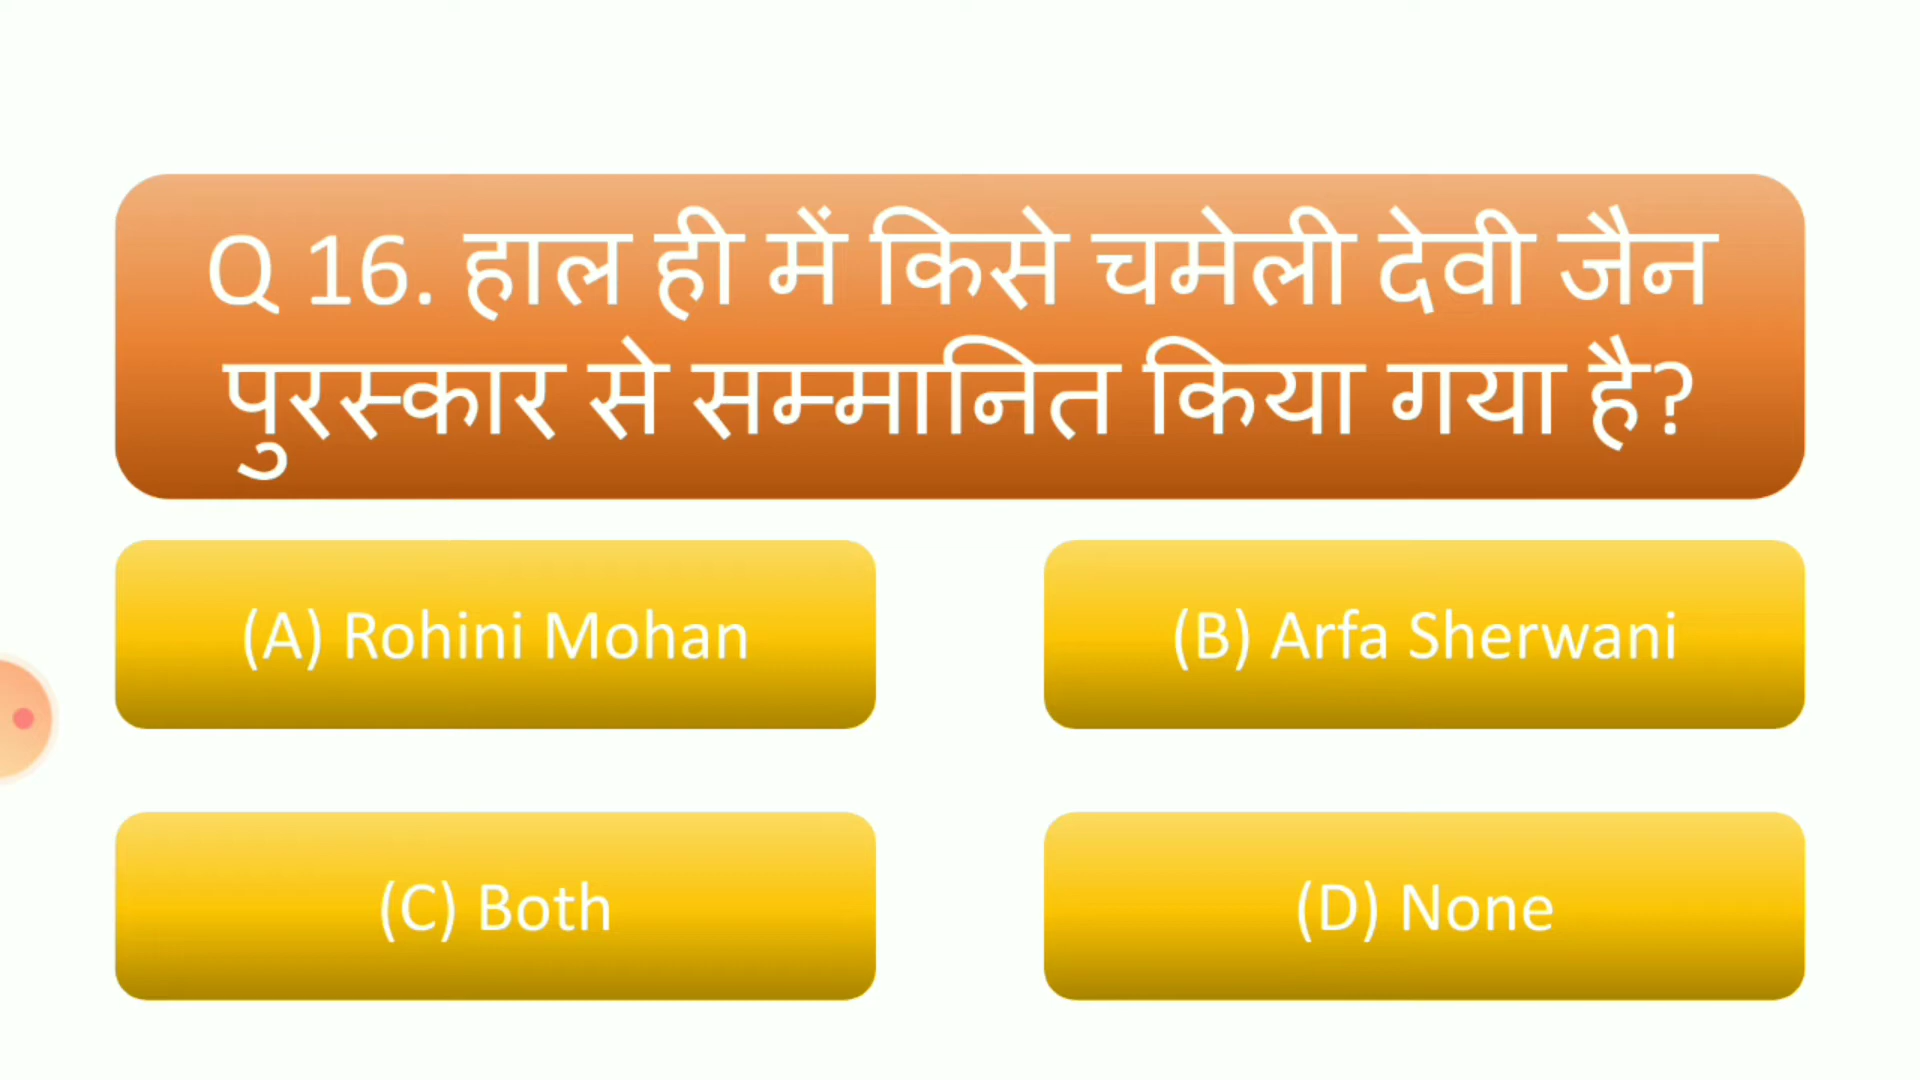 Q 16. हाल ही में किसे चमेली देवी जैन
पुरस्कार से सम्मानित किया गया है?
(A) Rohini Mohan
(B) Arfa Sherwani
(C) Both
(D) None